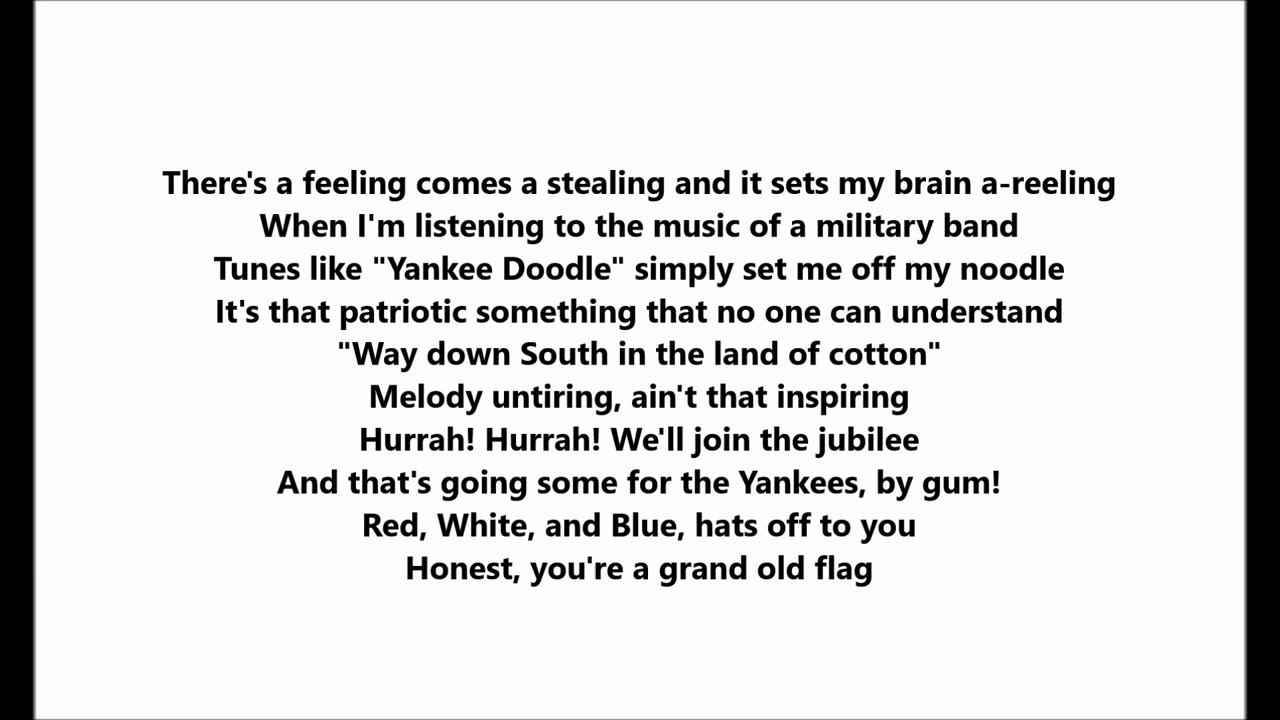 There's a feeling comes a stealing and it sets my brain a-reeling
When I'm listening to the music of a military band
Tunes like "Yankee Doodle" simply set me off my noodle
It's that patriotic something that no one can understand
"Way down South in the land of cotton"
Melody untiring, ain't that inspiring
Hurrah! Hurrah! We'll join the jubilee
And that's going some for the Yankees, by gum!
Red, White, and Blue, hats off to you
Honest, you're a grand old flag